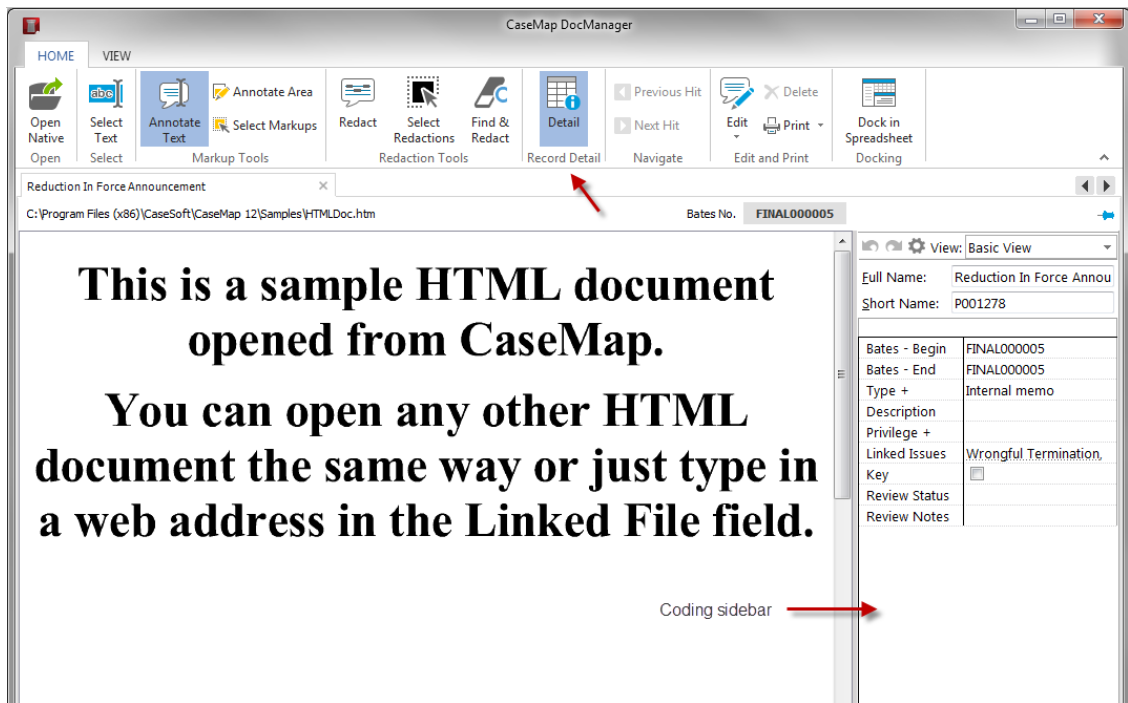 CaseMap DocManager
HOME VIEW
Open Native
Select Text
abc
Annotate Text
Annotate Area
Select Markups
Redact
Select Redactions
Find & Redact
Detail
Previous Hit
Next Hit
Edit
Delete
Print
Dock in Spreadsheet
Open Select Markup Tools Redaction Tools Record Detail Navigate Edit and Print Docking
Reduction In Force Announcement
C:\Program Files (x86)\CaseSoft\CaseMap 12\Samples\HTMLDoc.htm Bates No. FINAL000005
This is a sample HTML document
opened from CaseMap.
You can open any other HTML
document the same way or just type in
a web address in the Linked File field.
Coding sidebar
View: Basic View
Full Name: Reduction In Force Annou
Short Name: P001278
Bates - Begin FINAL000005
Bates - End FINAL000005
Type + Internal memo
Description
Privilege +
Linked Issues Wrongful Termination,
Key
Review Status
Review Notes